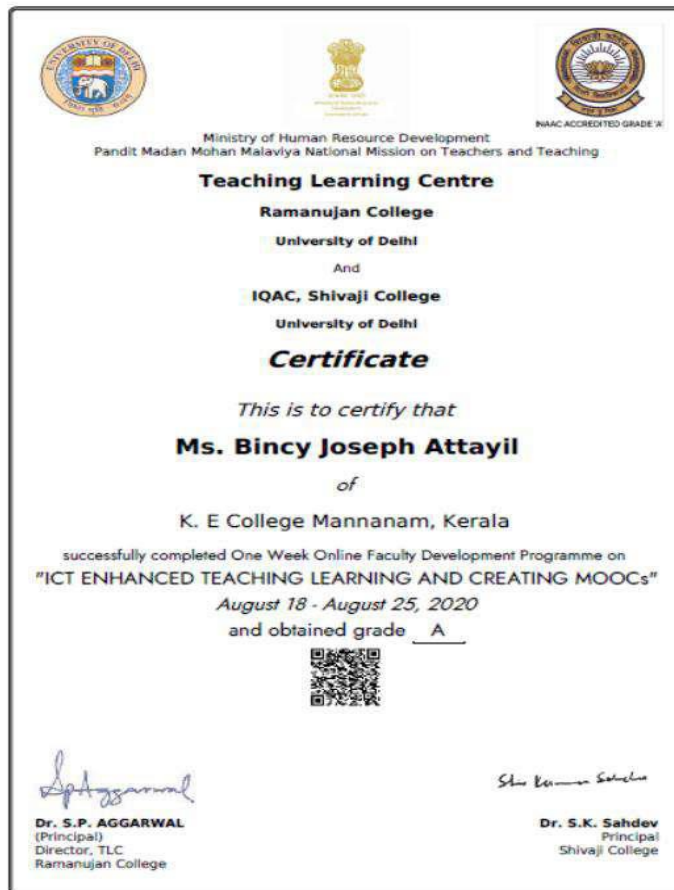 UNIVERSITY OF DELHI
NAAC ACCREDITED GRADE 'A'
Ministry of Human Resource Development
Pandit Madan Mohan Malaviya National Mission on Teachers and Teaching
Teaching Learning Centre
Ramanujan College
University of Delhi
And
IQAC, Shivaji College
University of Delhi
Certificate
This is to certify that
Ms. Bincy Joseph Attayil
of
K. E College Mannanam, Kerala
successfully completed One Week Online Faculty Development Programme on
"ICT ENHANCED TEACHING LEARNING AND CREATING MOOCs"
August 18 - August 25, 2020
and obtained grade A
SpAggarwal
Dr. S.P. AGGARWAL
(Principal)
Director, TLC
Ramanujan College
Dr. S.K. Sahdev
Principal
Shivaji College